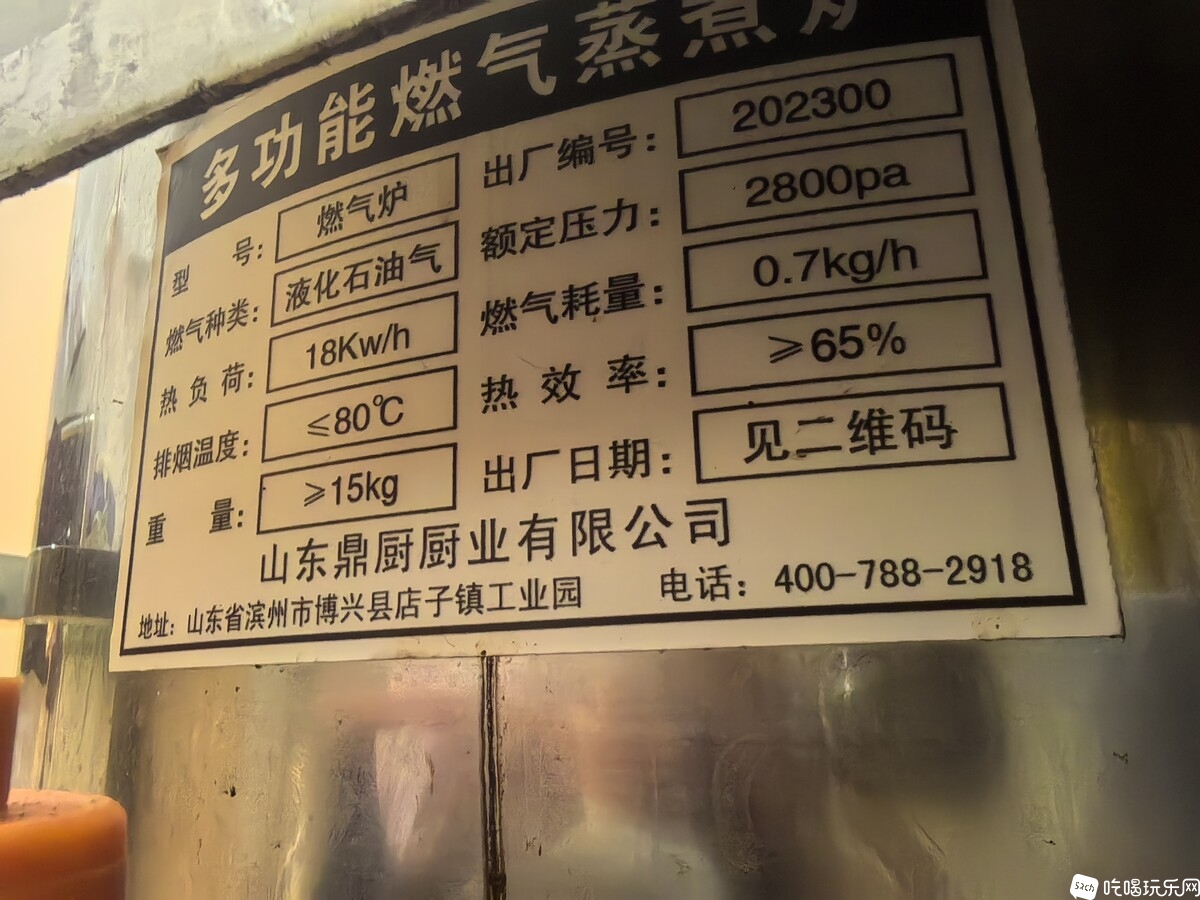 多功能燃气蒸煮炉
型 号: 燃气炉 出厂编号: 202300
燃气种类: 液化石油气 额定压力: 2800pa
热负荷: 18Kw/h 燃气耗量: 0.7kg/h
排烟温度: ≤80℃ 热效率: ≥65%
重 量: ≥15kg 出厂日期: 见二维码
山东鼎厨厨业有限公司
地址: 山东省滨州市博兴县店子镇工业园 电话: 400-788-2918
52ch 吃喝玩乐网